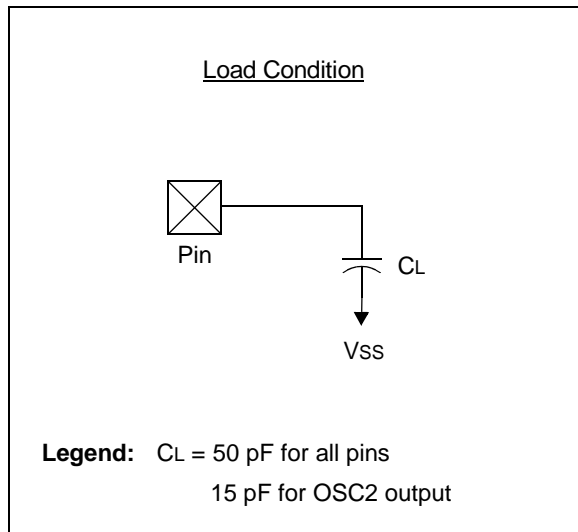 Load Condition
Pin
CL
VSS
Legend: CL = 50 pF for all pins
15 pF for OSC2 output